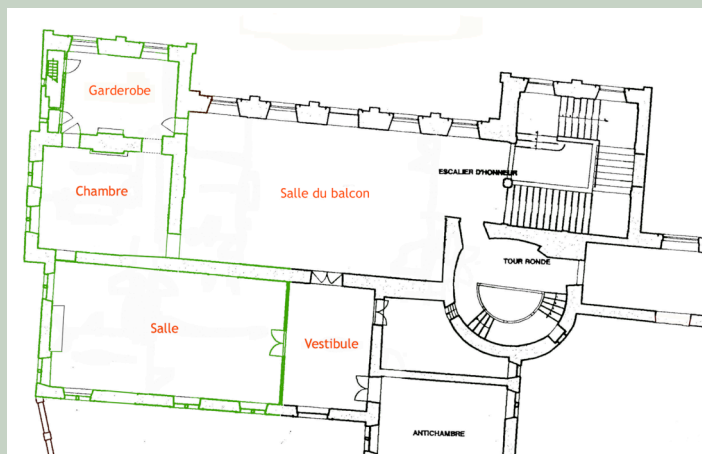 Garderobe
ESCALIER D'HONNEUR
Chambre
Salle du balcon
TOUR RONDE
Salle
Vestibule
ANTICHAMBRE